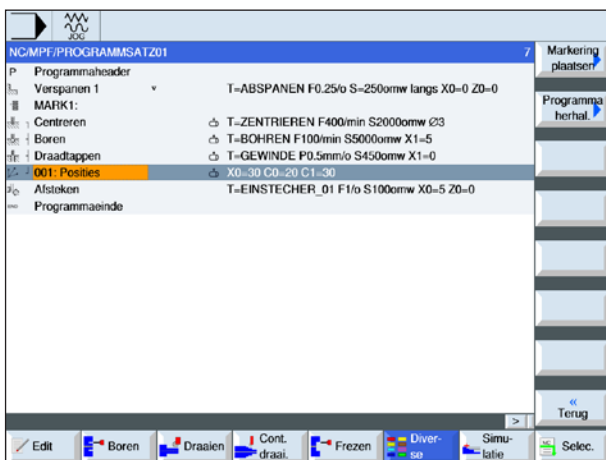 JOG
NC/MPF/PROGRAMMSATZ01 7
P Programmaheader
Verspanen 1 T=ABSPANEN F0.25/o S=250omw langs X0=0 Z0=0
MARK1:
Centreren T=ZENTRIEREN F400/min S2000omw Ø3
Boren T=BOHREN F100/min S5000omw X1=5
Draadtappen T=GEWINDE P0.5mm/o S450omw X1=0
001: Posities X0=30 C0=20 C1=30
Afsteken T=EINSTECHER_01 F1/o S100omw X0=5 Z0=0
END Programmaeinde
Markering
plaatsen
Programma
herhal.
«
Terug
>
Edit
Boren
Draaien
Cont.
draai.
Frezen
Diver-
se
Simu-
latie
NC
Selec.